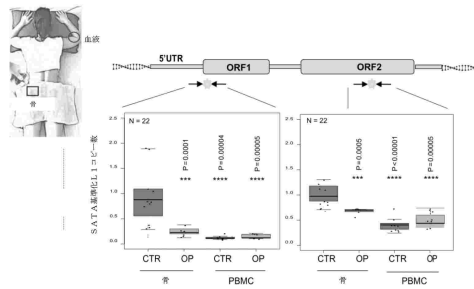 血液
骨
5'UTR
ORF1
ORF2
N = 22
P=0.0001
P=0.00004
P=0.00005
***
****
****
2.5
2.0
1.5
1.0
0.5
0.0
SATA基準化L1コピー数
CTR
OP
CTR
OP
骨
PBMC
N = 22
P=0.0005
P<0.00001
P=0.00005
***
****
****
2.5
2.0
1.5
1.0
0.5
0.0
CTR
OP
CTR
OP
骨
PBMC